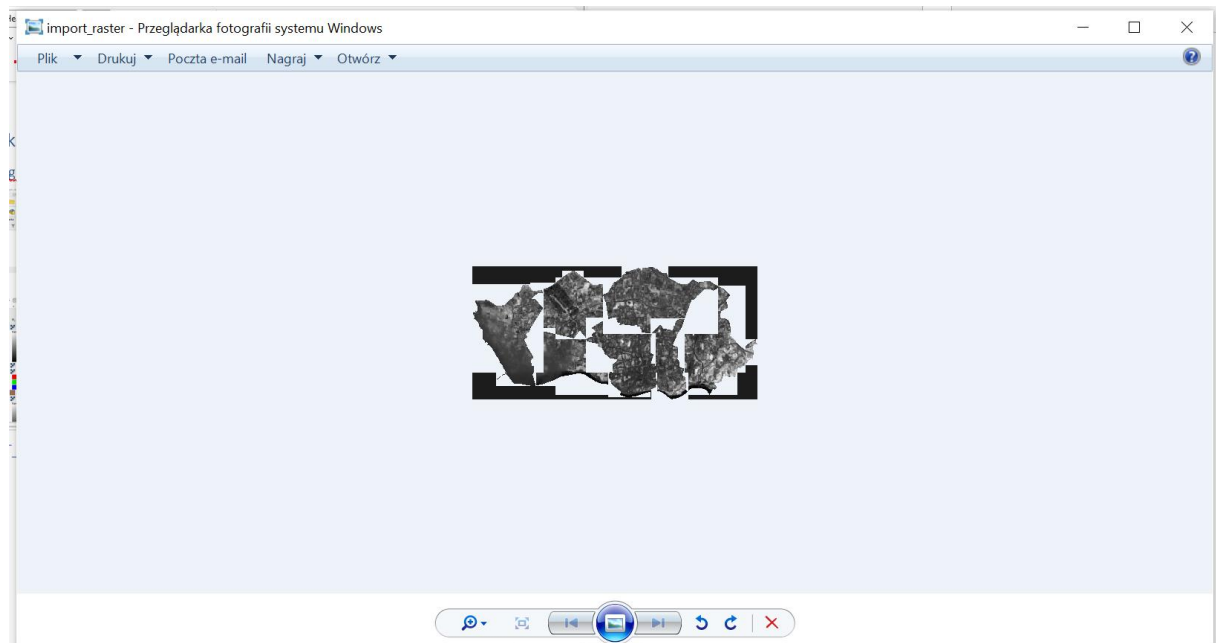 import_raster - Przeglądarka fotografii systemu Windows
Plik Drukuj Poczta e-mail Nagraj Otwórz